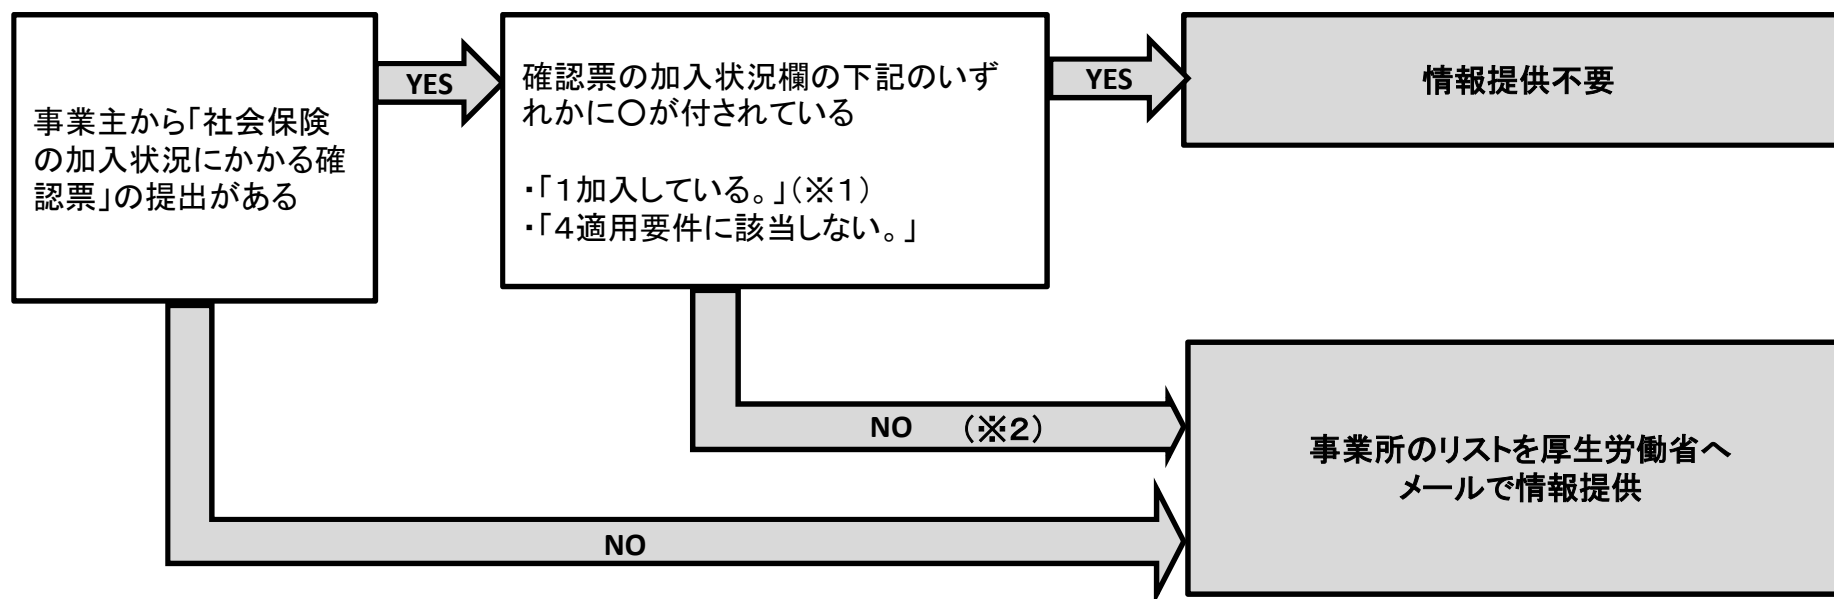 事業主から「社会保険
の加入状況にかかる確
認票」の提出がある
YES
確認票の加入状況欄の下記のいず
れかに〇が付されている
・「１加入している。」（※１）
・「４適用要件に該当しない。」
YES
情報提供不要
NO （※２）
NO
事業所のリストを厚生労働省へ
メールで情報提供